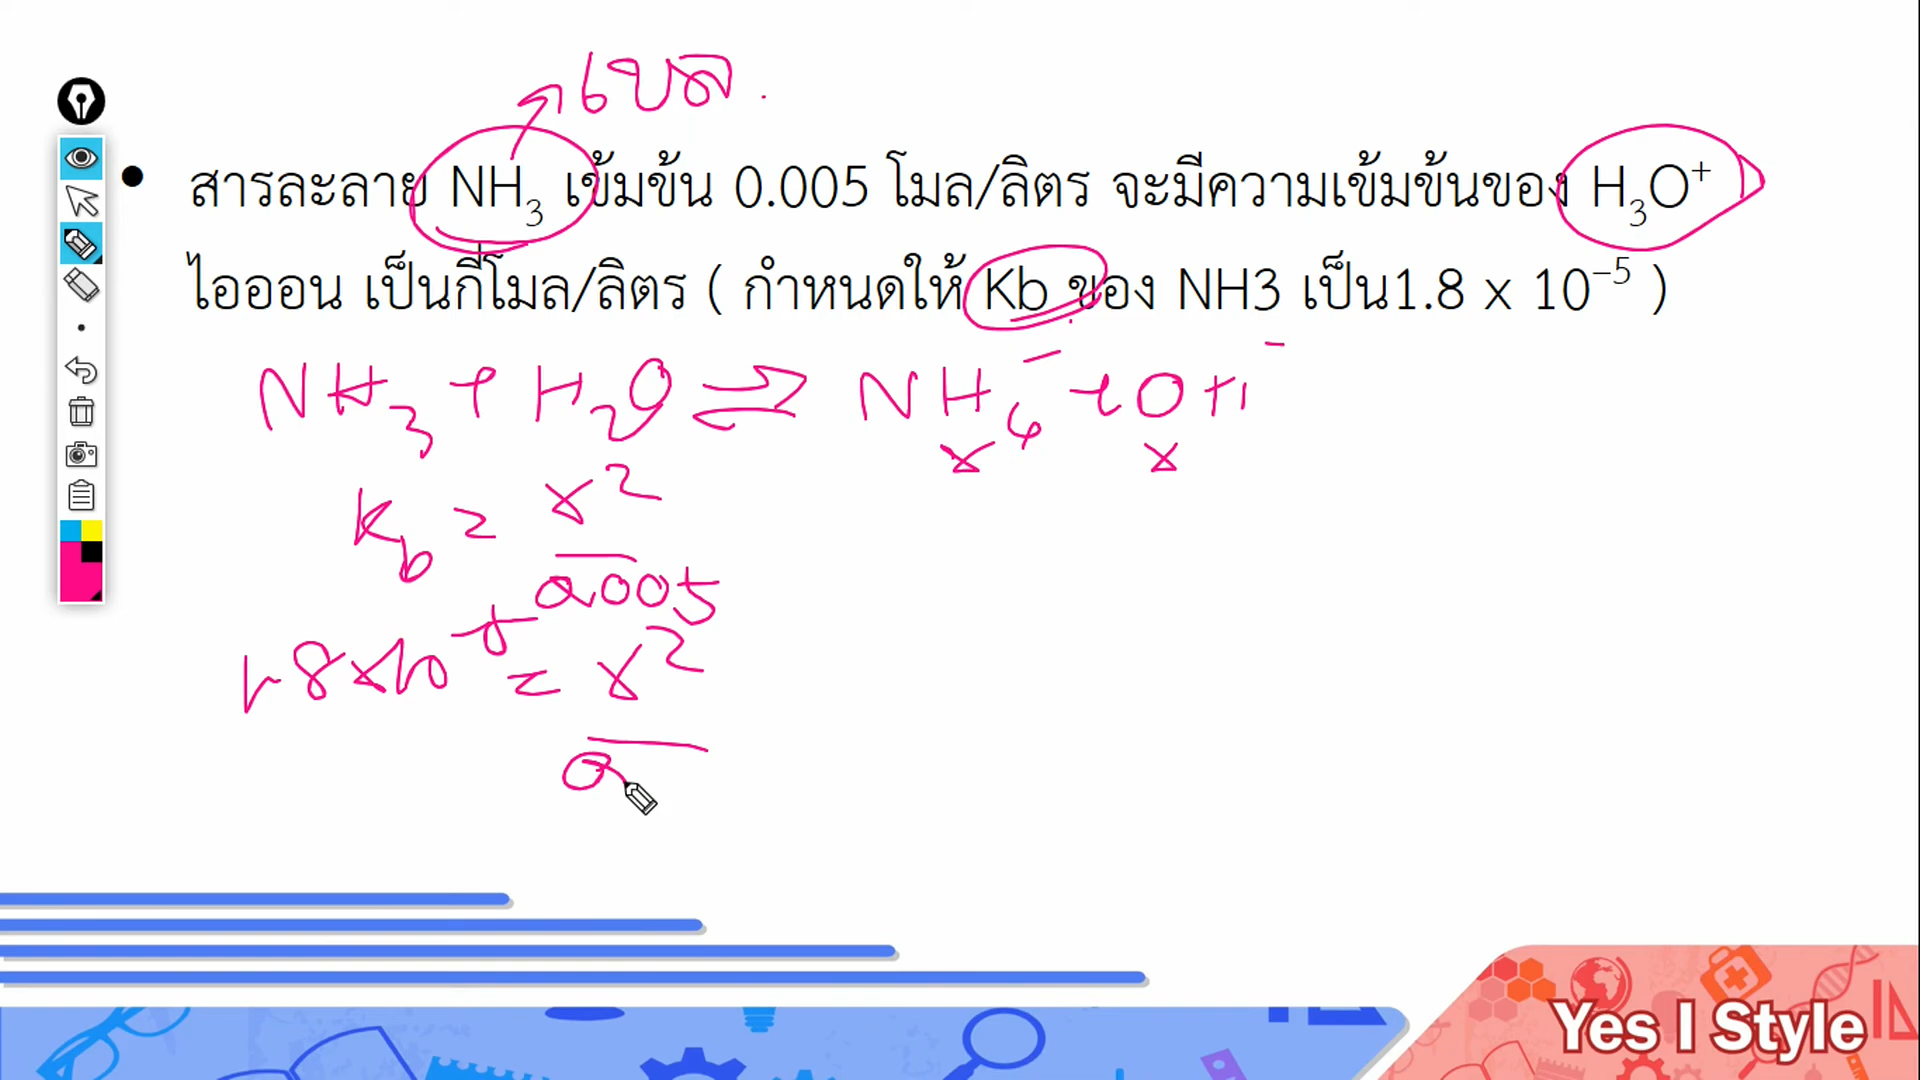 เบส
สารละลาย NH₃ เข้มข้น 0.005 โมล/ลิตร จะมีความเข้มข้นของ H₃O⁺
ไอออน เป็นกี่โมล/ลิตร ( กำหนดให้ Kb ของ NH3 เป็น1.8 x 10⁻⁵ )
NH₃ + H₂O ⇌ NH₄⁻ + OH⁻
x x
Kb = x²
0.005
1.8x10⁻⁵ = x²
0.
Yes I Style